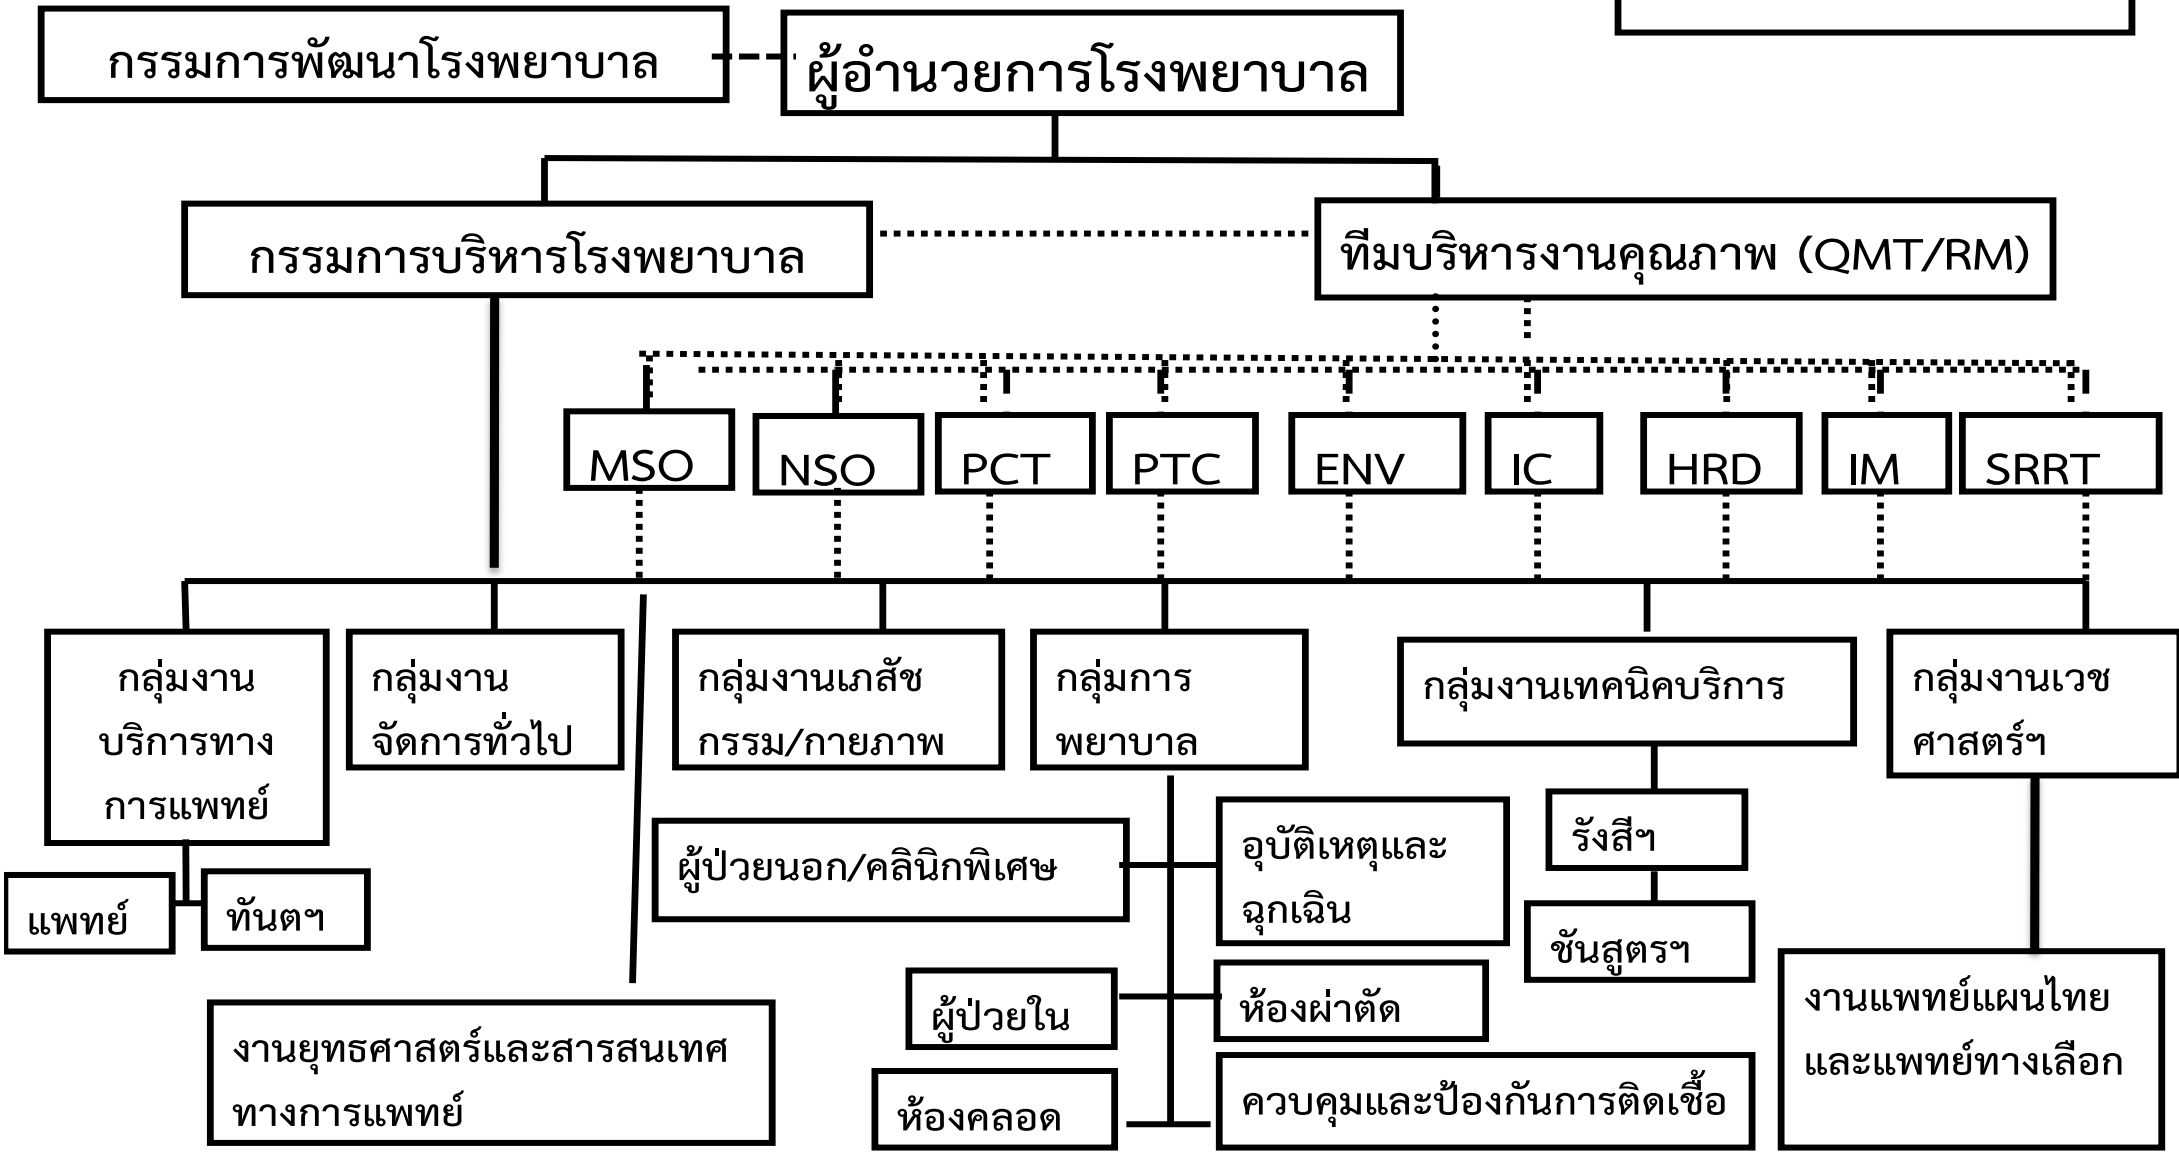 กรรมการพัฒนาโรงพยาบาล
ผู้อำนวยการโรงพยาบาล
กรรมการบริหารโรงพยาบาล
ทีมบริหารงานคุณภาพ (QMT/RM)
MSO
NSO
PCT
PTC
ENV
IC
HRD
IM
SRRT
กลุ่มงาน
บริการทาง
การแพทย์
กลุ่มงาน
จัดการทั่วไป
กลุ่มงานเภสัช
กรรม/กายภาพ
กลุ่มการ
พยาบาล
กลุ่มงานเทคนิคบริการ
กลุ่มงานเวช
ศาสตร์ฯ
แพทย์
ทันตฯ
ผู้ป่วยนอก/คลินิกพิเศษ
อุบัติเหตุและ
ฉุกเฉิน
รังสีฯ
ชันสูตรฯ
ผู้ป่วยใน
ห้องผ่าตัด
งานแพทย์แผนไทย
และแพทย์ทางเลือก
งานยุทธศาสตร์และสารสนเทศ
ทางการแพทย์
ห้องคลอด
ควบคุมและป้องกันการติดเชื้อ